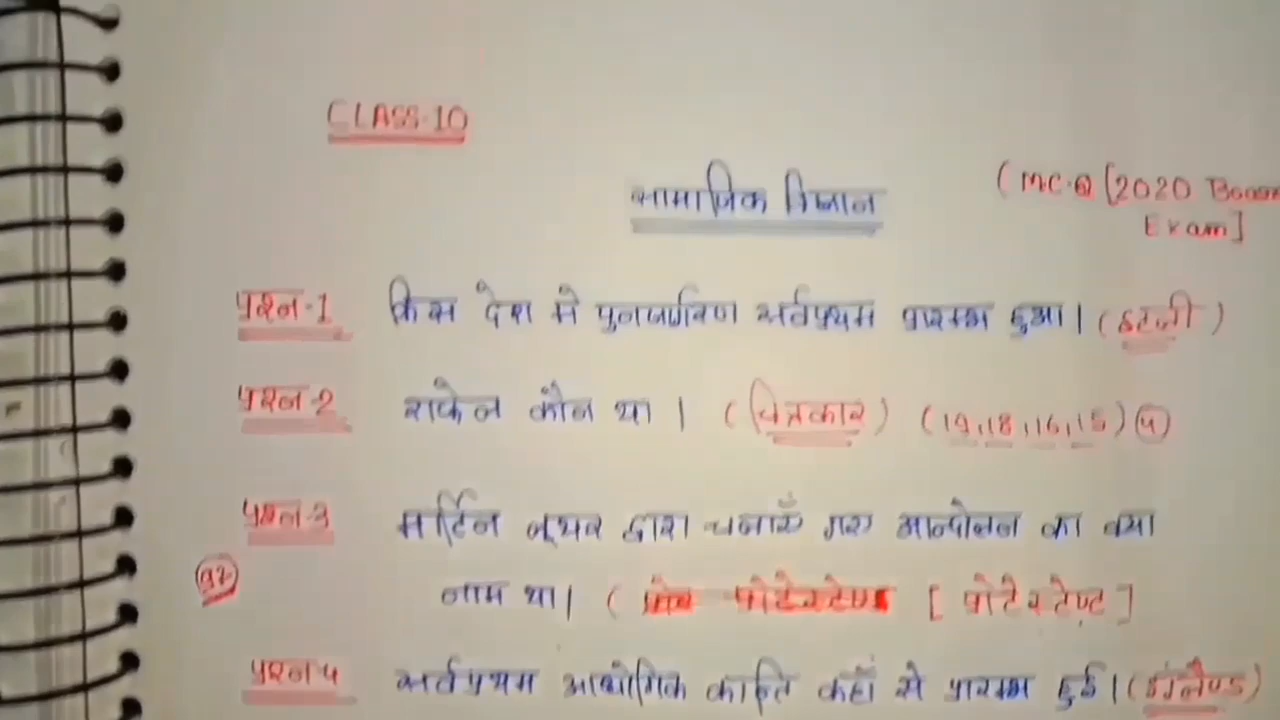 CLASS-10
सामाजिक विज्ञान
(M.C.Q [2020 Board
Exam]
प्रश्न-1 किस देश मे पुनर्जागरण सर्वप्रथम प्रारम्भ हुआ। (इटली)
प्रश्न-2 राफेल कौन था। (चित्रकार) (19,18,16,15) (4)
प्रश्न-3 मार्टिन लूथर द्वारा चलाएँ गए आन्दोलन का क्या
नाम था। ( [प्रोटेस्टेण्ट]
प्रश्न-4 सर्वप्रथम औद्योगिक क्रान्ति कहाँ से प्रारम्भ हुई। (इंग्लैण्ड)